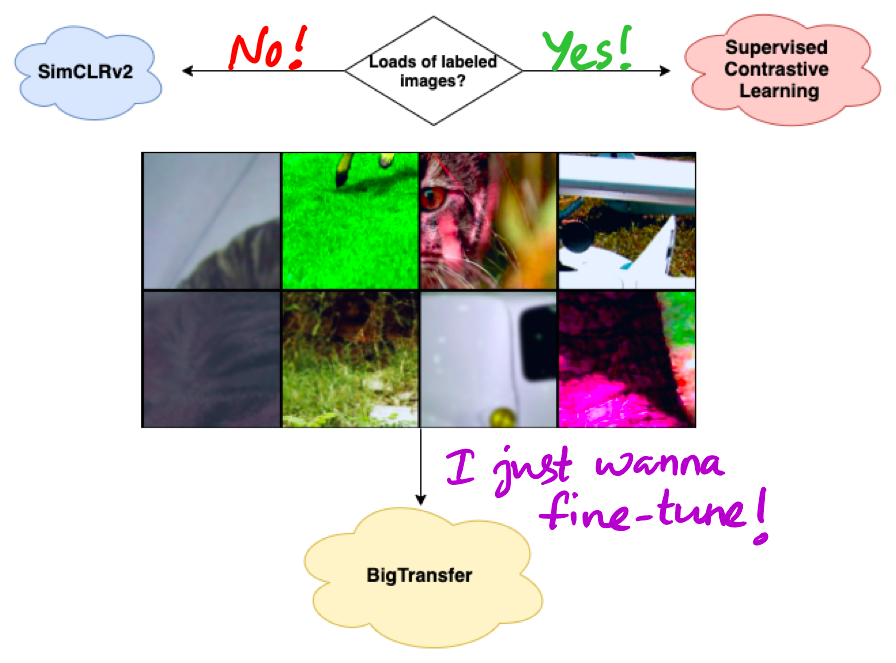 No!
Loads of labeled
images?
Yes!
SimCLRv2
Supervised
Contrastive
Learning
I just wanna
fine-tune!
BigTransfer